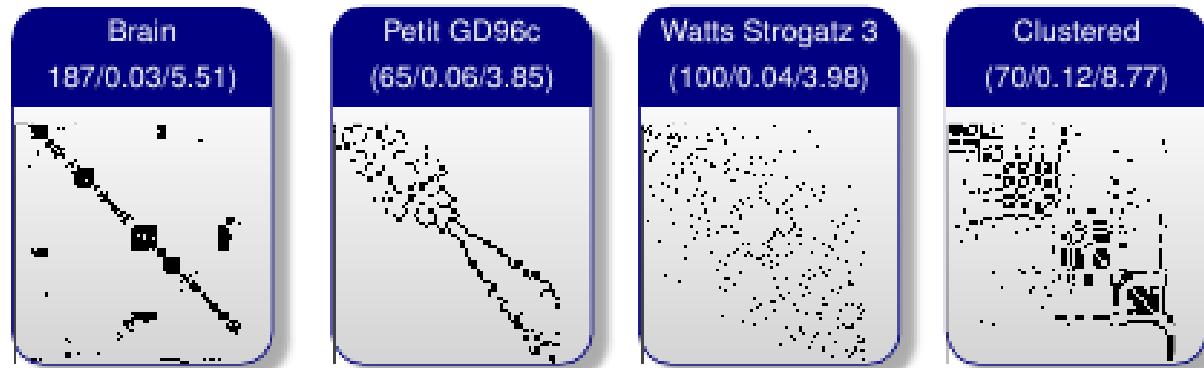 Brain
187/0.03/5.51)
Petit GD96c
(65/0.06/3.85)
Watts Strogatz 3
(100/0.04/3.98)
Clustered
(70/0.12/8.77)